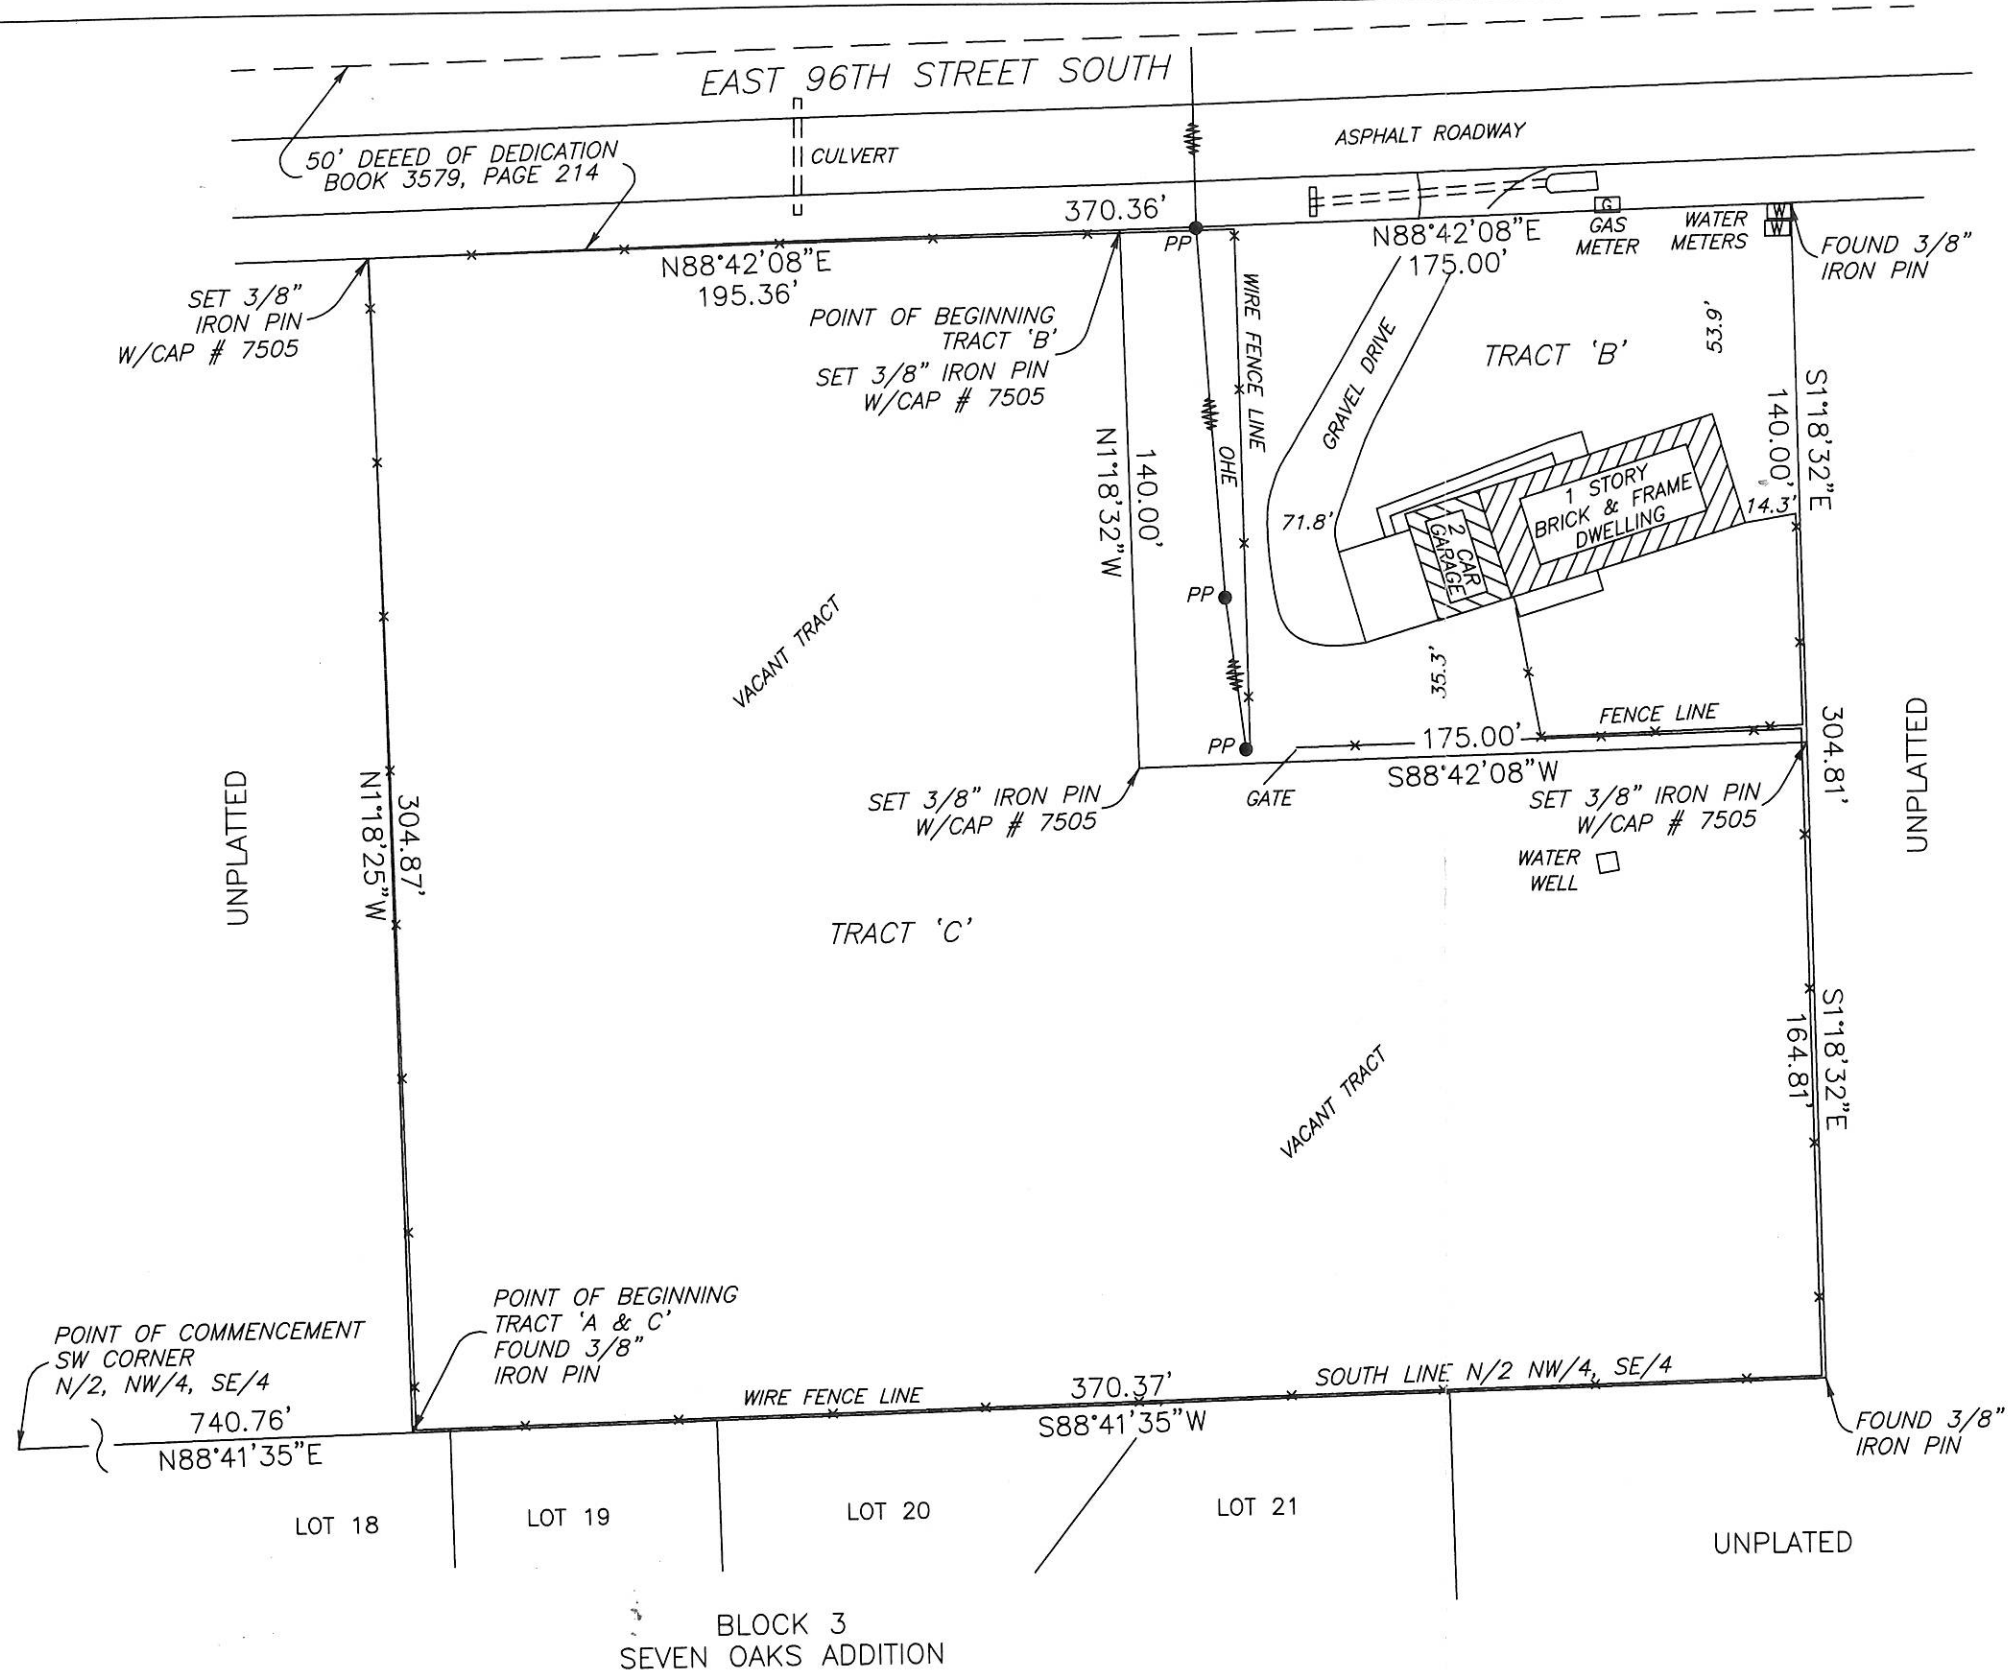 EAST 96TH STREET SOUTH
ASPHALT ROADWAY
50' DEEED OF DEDICATION
BOOK 3579, PAGE 214
CULVERT
370.36'
PP
N88°42'08"E
175.00'
G
GAS
METER
WATER
METERS
W
W
FOUND 3/8"
IRON PIN
SET 3/8"
IRON PIN
W/CAP # 7505
N88°42'08"E
195.36'
POINT OF BEGINNING
TRACT 'B'
SET 3/8" IRON PIN
W/CAP # 7505
WIRE FENCE LINE
GRAVEL DRIVE
TRACT 'B'
53.9'
S1°18'32"E
140.00'
N1°18'32"W
140.00'
OHE
71.8'
2 CAR
GARAGE
1 STORY
BRICK & FRAME
DWELLING
14.3'
PP
VACANT TRACT
35.3'
FENCE LINE
175.00'
PP
S88°42'08"W
GATE
SET 3/8" IRON PIN
W/CAP # 7505
SET 3/8" IRON PIN
W/CAP # 7505
304.81'
UNPLATTED
UNPLATTED
N1°18'25"W
304.87'
WATER
WELL
TRACT 'C'
S1°18'32"E
164.81'
VACANT TRACT
POINT OF BEGINNING
TRACT 'A & C'
FOUND 3/8"
IRON PIN
POINT OF COMMENCEMENT
SW CORNER
N/2, NW/4, SE/4
740.76'
N88°41'35"E
WIRE FENCE LINE
370.37'
S88°41'35"W
SOUTH LINE N/2 NW/4, SE/4
FOUND 3/8"
IRON PIN
LOT 18
LOT 19
LOT 20
LOT 21
UNPLATED
BLOCK 3
SEVEN OAKS ADDITION